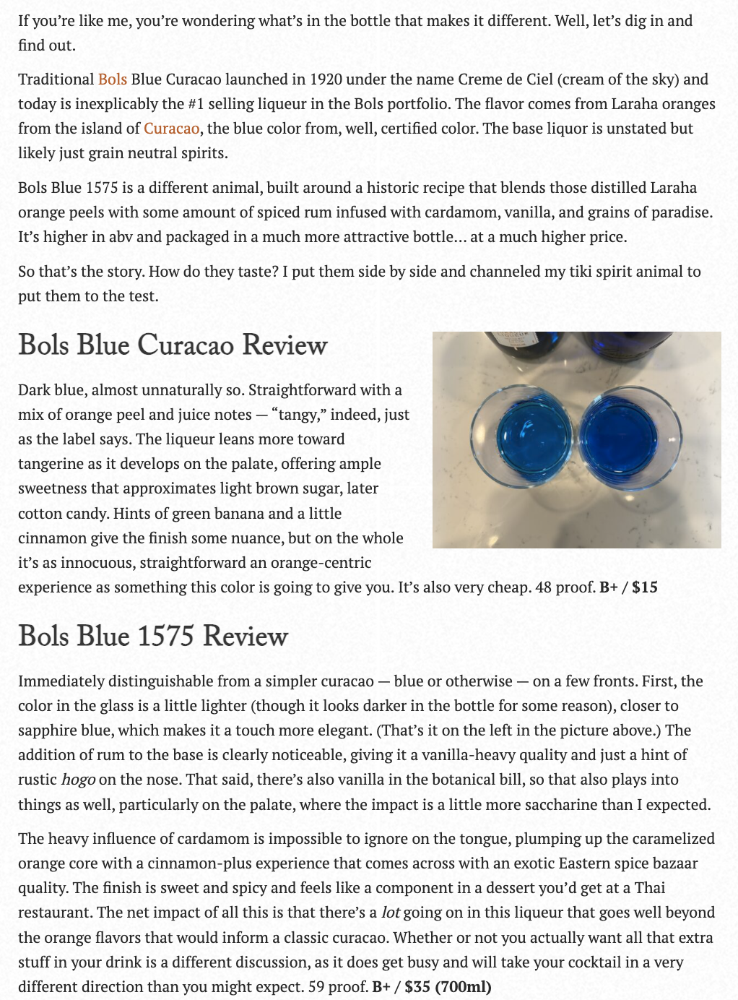 If you’re like me, you’re wondering what’s in the bottle that makes it different. Well, let’s dig in and
find out.
Traditional Bols Blue Curacao launched in 1920 under the name Creme de Ciel (cream of the sky) and
today is inexplicably the #1 selling liqueur in the Bols portfolio. The flavor comes from Laraha oranges
from the island of Curacao, the blue color from, well, certified color. The base liquor is unstated but
likely just grain neutral spirits.
Bols Blue 1575 is a different animal, built around a historic recipe that blends those distilled Laraha
orange peels with some amount of spiced rum infused with cardamom, vanilla, and grains of paradise.
It’s higher in abv and packaged in a much more attractive bottle… at a much higher price.
So that’s the story. How do they taste? I put them side by side and channeled my tiki spirit animal to
put them to the test.
Bols Blue Curacao Review
Dark blue, almost unnaturally so. Straightforward with a
mix of orange peel and juice notes — “tangy,” indeed, just
as the label says. The liqueur leans more toward
tangerine as it develops on the palate, offering ample
sweetness that approximates light brown sugar, later
cotton candy. Hints of green banana and a little
cinnamon give the finish some nuance, but on the whole
it’s as innocuous, straightforward an orange-centric
experience as something this color is going to give you. It’s also very cheap. 48 proof. B+ / $15
LIQUEUR
Bols Blue 1575 Review
Immediately distinguishable from a simpler curacao — blue or otherwise — on a few fronts. First, the
color in the glass is a little lighter (though it looks darker in the bottle for some reason), closer to
sapphire blue, which makes it a touch more elegant. (That’s it on the left in the picture above.) The
addition of rum to the base is clearly noticeable, giving it a vanilla-heavy quality and just a hint of
rustic hogo on the nose. That said, there’s also vanilla in the botanical bill, so that also plays into
things as well, particularly on the palate, where the impact is a little more saccharine than I expected.
The heavy influence of cardamom is impossible to ignore on the tongue, plumping up the caramelized
orange core with a cinnamon-plus experience that comes across with an exotic Eastern spice bazaar
quality. The finish is sweet and spicy and feels like a component in a dessert you’d get at a Thai
restaurant. The net impact of all this is that there’s a lot going on in this liqueur that goes well beyond
the orange flavors that would inform a classic curacao. Whether or not you actually want all that extra
stuff in your drink is a different discussion, as it does get busy and will take your cocktail in a very
different direction than you might expect. 59 proof. B+ / $35 (700ml)